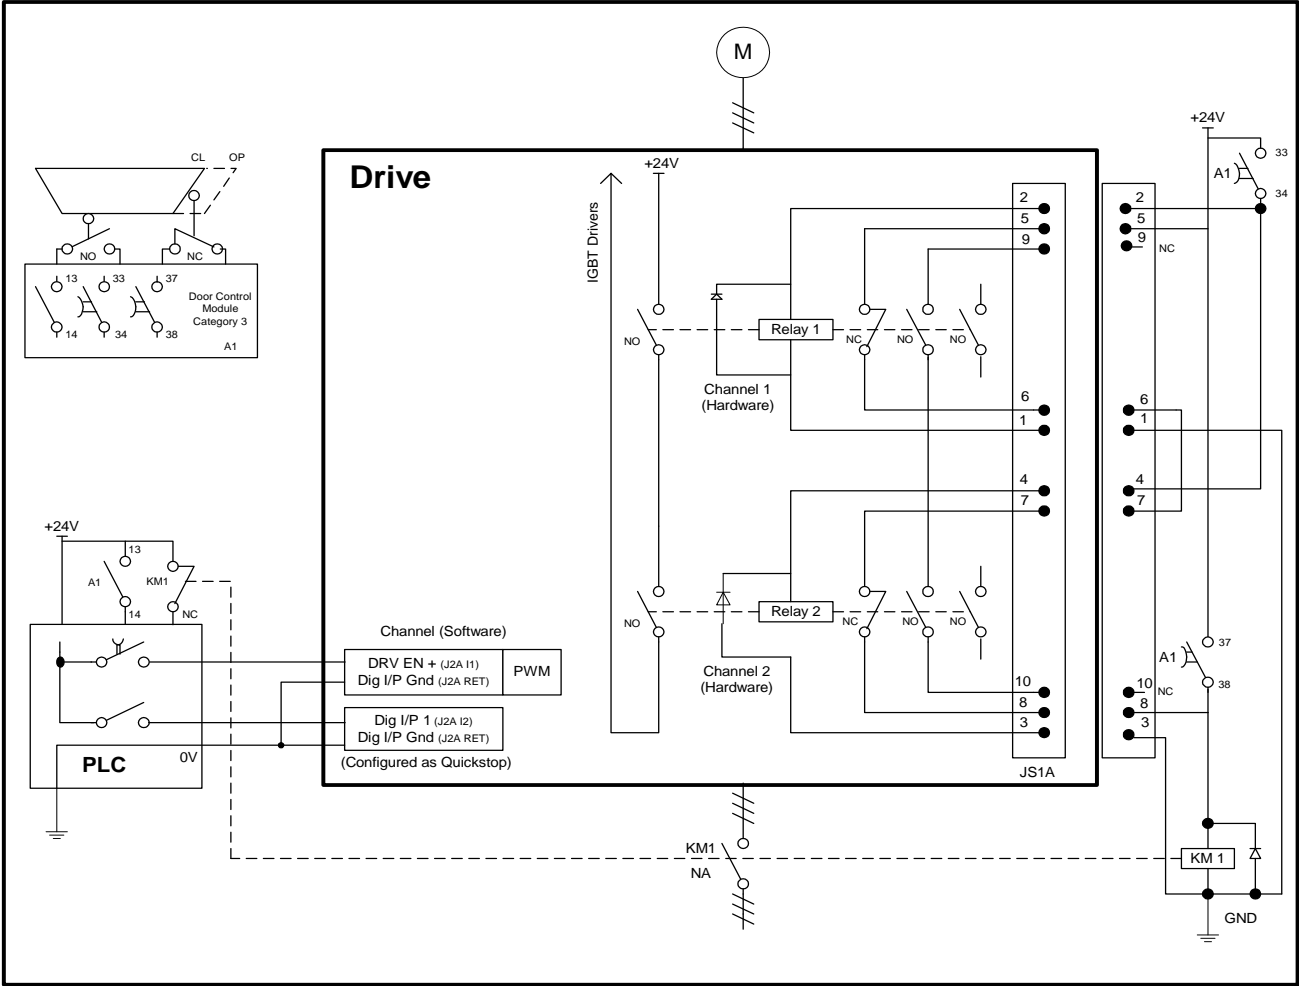 M
CL OP
+24V
Drive
+24V
33
A1
34
IGBT Drivers
2
5
9
2
5
9 NC
NO NC
13 33 37
14 34 38
Door Control
Module
Category 3
A1
NO
Relay 1
NC NO NO
Channel 1
(Hardware)
6
1
6
1
4
7
4
7
+24V
13
A1
14
KM1
NC
NO
Relay 2
NC NO NO
Channel 2
(Hardware)
Channel (Software)
DRV EN + (J2A I1)
Dig I/P Gnd (J2A RET)
PWM
Dig I/P 1 (J2A I2)
Dig I/P Gnd (J2A RET)
(Configured as Quickstop)
PLC
0V
10
8
3
JS1A
10 NC
8
3
37
A1
38
KM1
NA
KM 1
GND